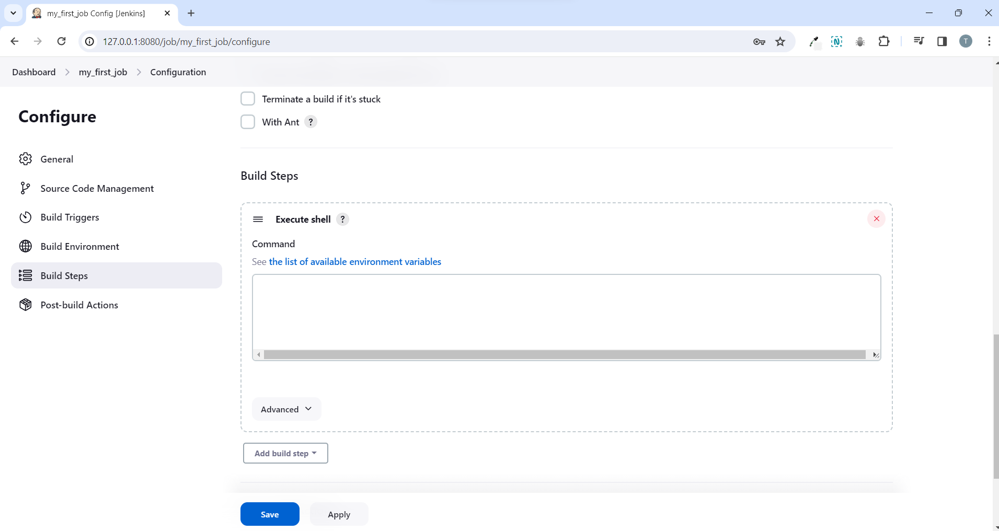 my_first_job Config [Jenkins]
127.0.0.1:8080/job/my_first_job/configure
T
Dashboard my_first_job Configuration
Configure
General
Source Code Management
Build Triggers
Build Environment
Build Steps
Post-build Actions
Terminate a build if it's stuck
With Ant ?
Build Steps
Execute shell ?
Command
See the list of available environment variables
Advanced
Add build step
Save Apply